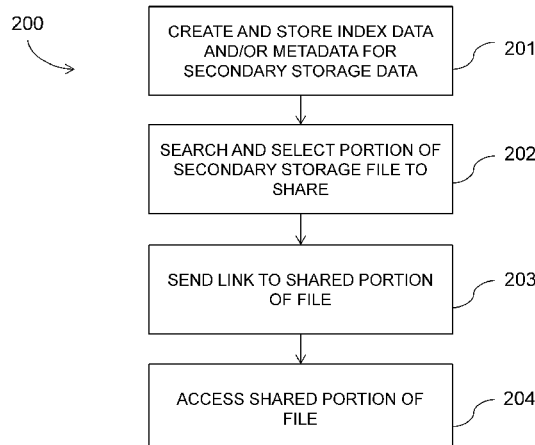 200
CREATE AND STORE INDEX DATA
AND/OR METADATA FOR
SECONDARY STORAGE DATA
201
SEARCH AND SELECT PORTION OF
SECONDARY STORAGE FILE TO
SHARE
202
SEND LINK TO SHARED PORTION
OF FILE
203
ACCESS SHARED PORTION OF
FILE
204